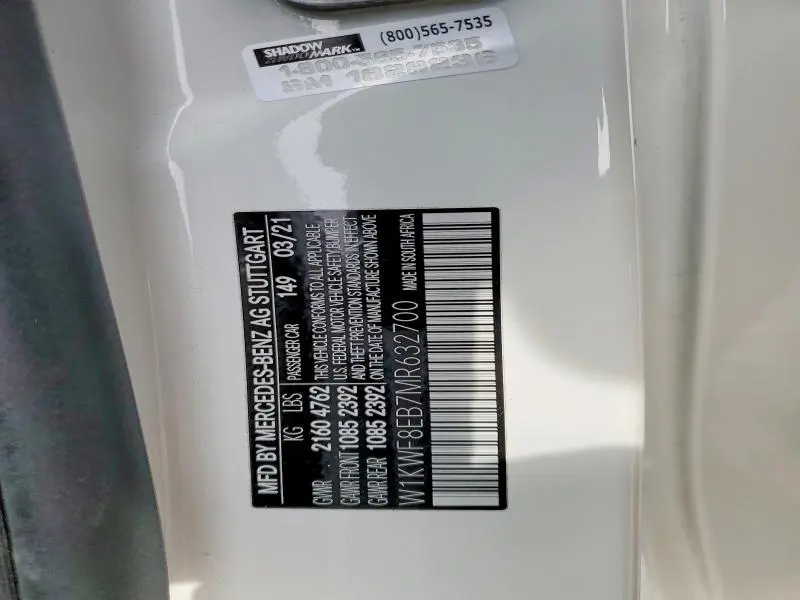 SHADOW
MARK™
(800)565-7535
1-800-565-7535
MFD BY MERCEDES-BENZ AG STUTTGART
KG LBS PASSENGER CAR 149 03/21
GVWR 2160 4762 THIS VEHICLE CONFORMS TO ALL APPLICABLE
GAWR FRONT 1085 2392 U.S. FEDERAL MOTOR VEHICLE SAFETY,BUMPER
AND THEFT PREVENTION STANDARDS IN EFFECT
GAWR REAR 1085 2392 ON THE DATE OF MANUFACTURE SHOWN ABOVE
W1KWF8EB7MR632700 MADE IN SOUTH AFRICA